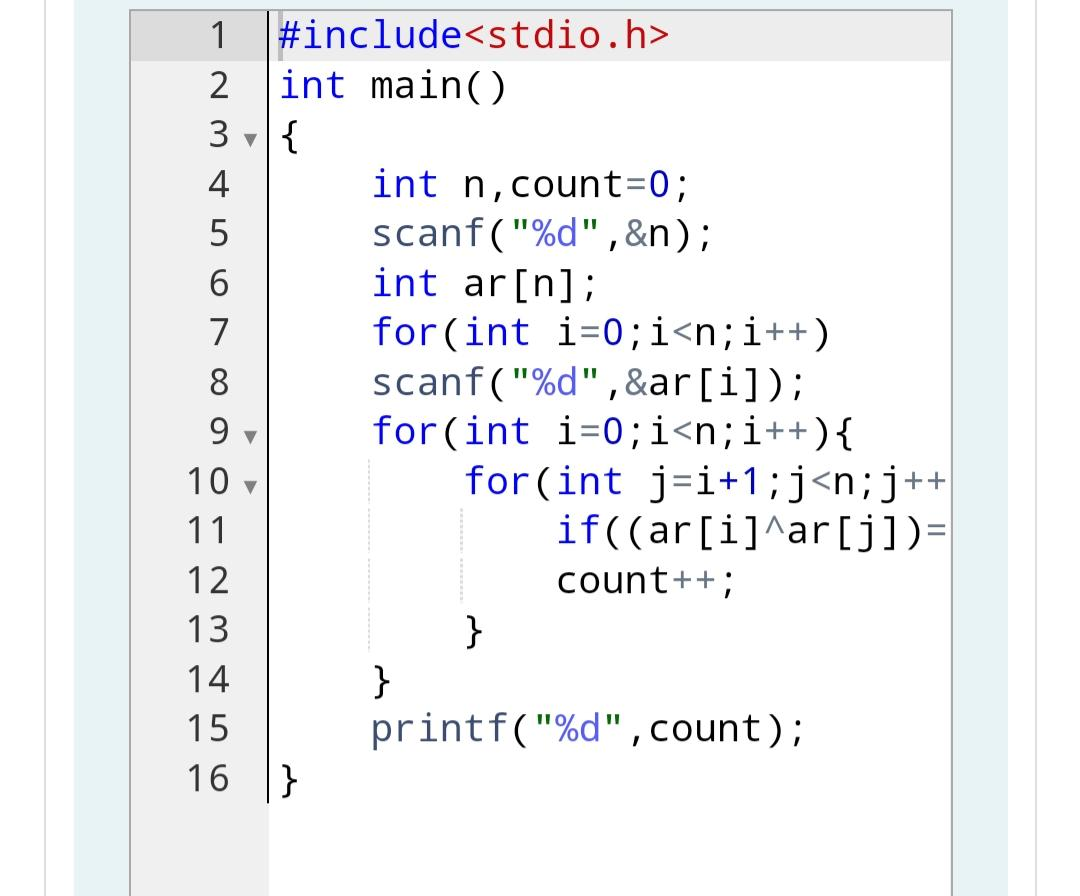 1 #include<stdio.h>
2 int main()
3 {
4 int n,count=0;
5 scanf("%d",&n);
6 int ar[n];
7 for(int i=0;i<n;i++)
8 scanf("%d",&ar[i]);
9 for(int i=0;i<n;i++){
10 for(int j=i+1;j<n;j++
11 if((ar[i]^ar[j])=
12 count++;
13 }
14 }
15 printf("%d",count);
16 }